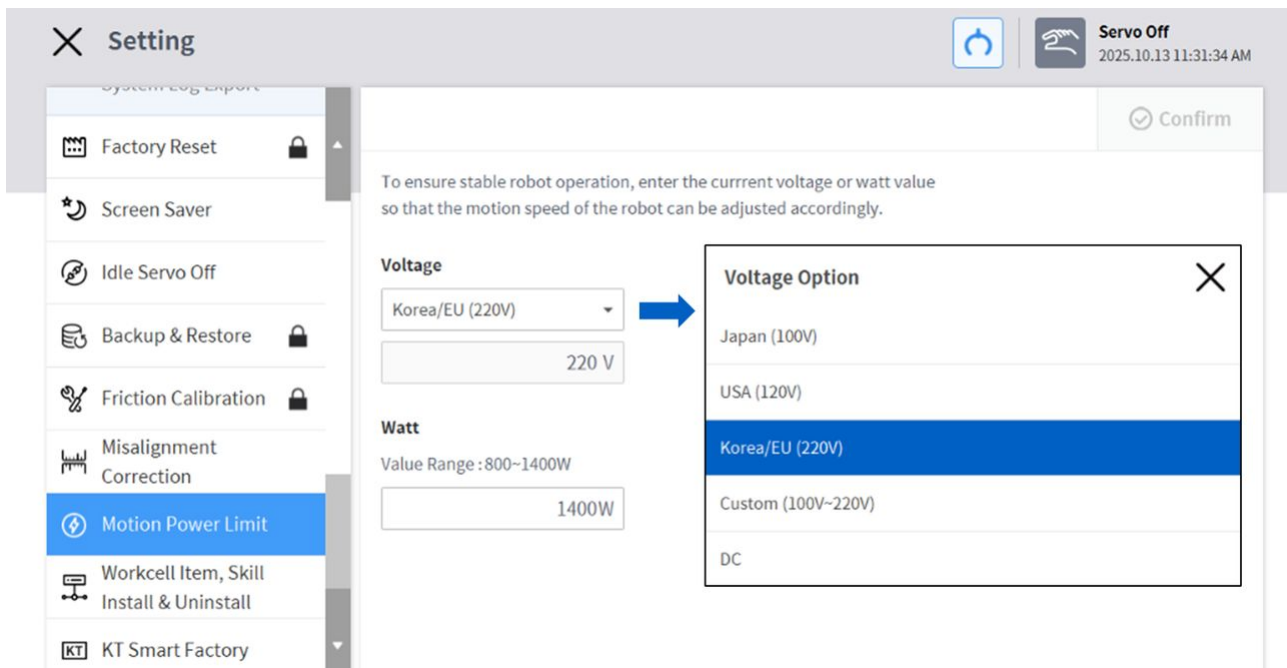 Setting
Servo Off
2025.10.13 11:31:34 AM
System Log Export
Factory Reset
Screen Saver
Idle Servo Off
Backup & Restore
Friction Calibration
Misalignment
Correction
Motion Power Limit
Workcell Item, Skill
Install & Uninstall
KT
KT Smart Factory
Confirm
To ensure stable robot operation, enter the currrent voltage or watt value
so that the motion speed of the robot can be adjusted accordingly.
Voltage
Korea/EU (220V)
220 V
Watt
Value Range : 800~1400W
1400W
Voltage Option
Japan (100V)
USA (120V)
Korea/EU (220V)
Custom (100V~220V)
DC